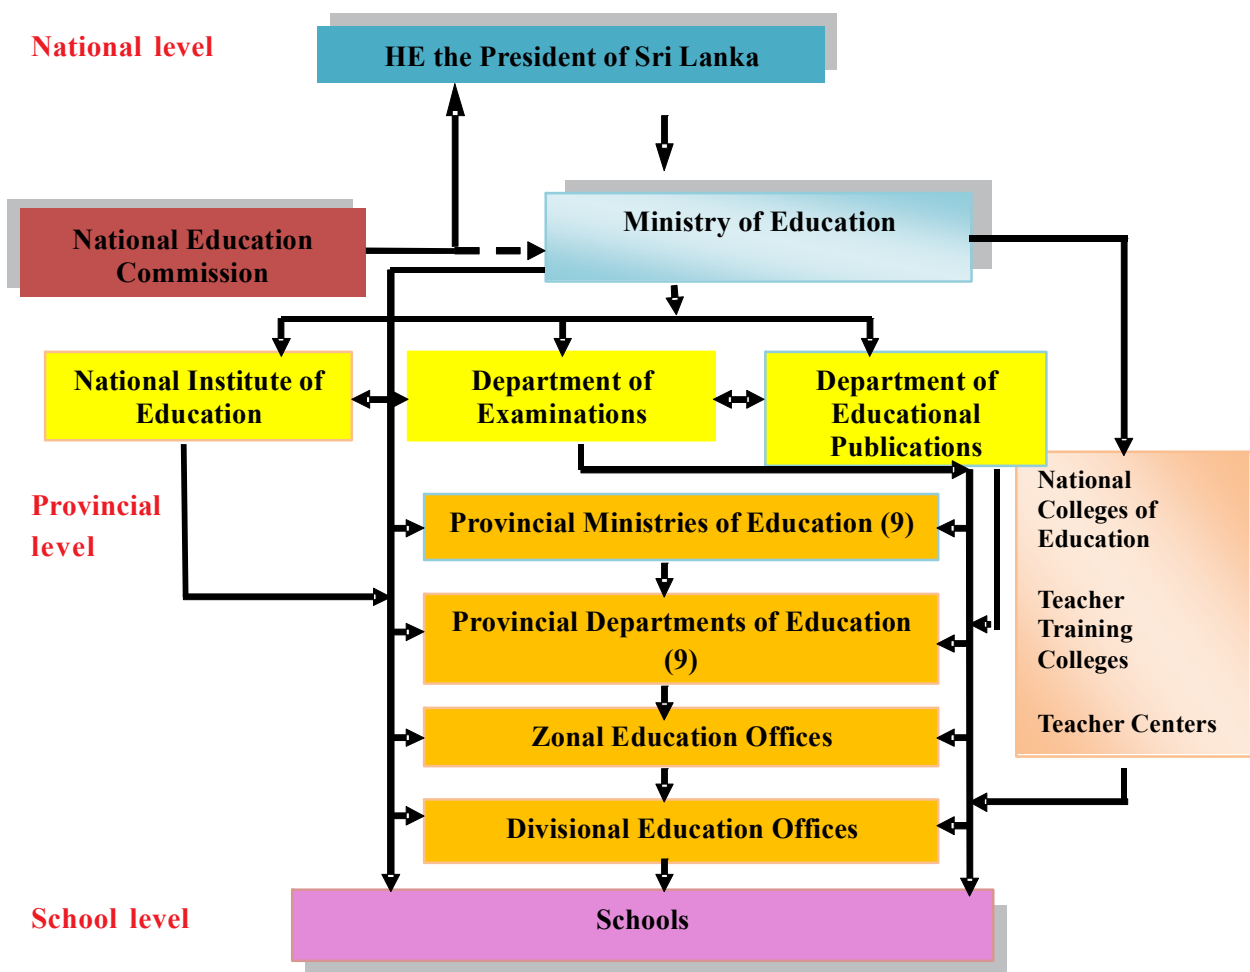 National level
HE the President of Sri Lanka
Ministry of Education
National Education
Commission
National Institute of
Education
Department of
Examinations
Department of
Educational
Publications
National
Colleges of
Education
Teacher
Training
Colleges
Teacher Centers
Provincial
level
Provincial Ministries of Education (9)
Provincial Departments of Education
(9)
Zonal Education Offices
Divisional Education Offices
School level
Schools